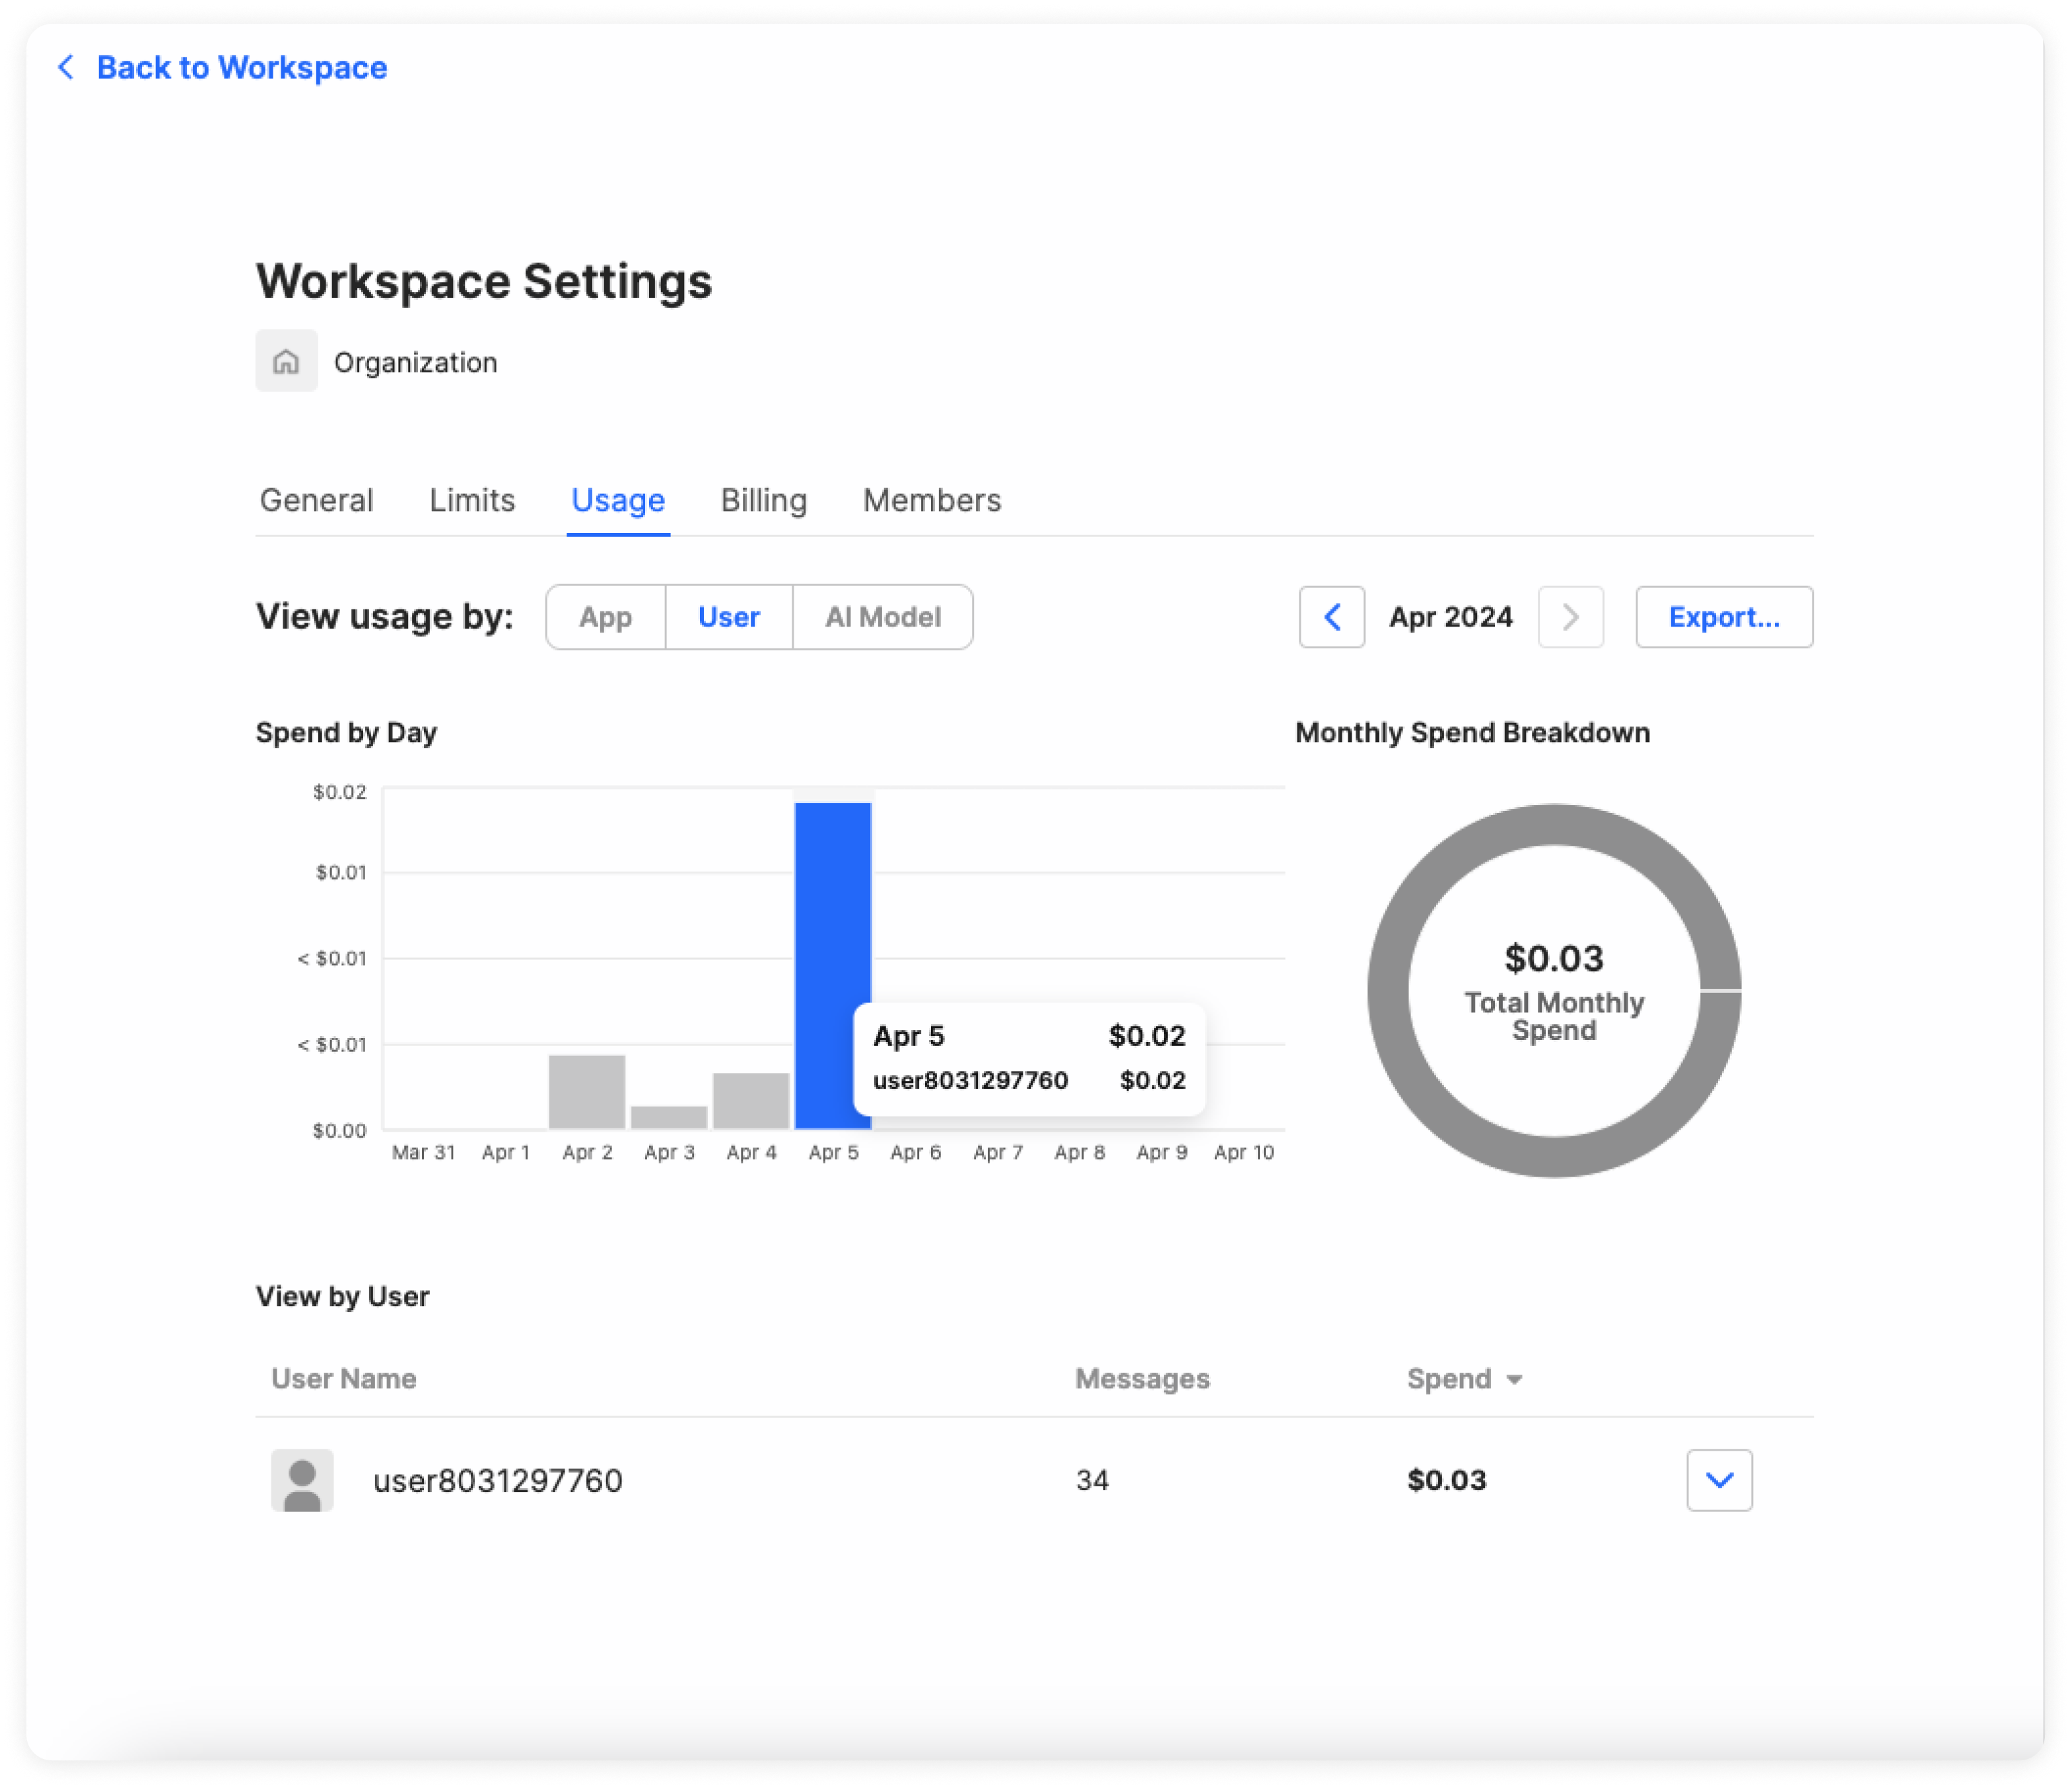 Back to Workspace
Workspace Settings
Organization
General Limits Usage Billing Members
View usage by: App User AI Model Apr 2024 Export...
Spend by Day
$0.02
$0.01
< $0.01
< $0.01
$0.00
Mar 31 Apr 1 Apr 2 Apr 3 Apr 4 Apr 5 Apr 6 Apr 7 Apr 8 Apr 9 Apr 10
Apr 5 $0.02
user8031297760 $0.02
Monthly Spend Breakdown
$0.03
Total Monthly
Spend
View by User
User Name Messages Spend
user8031297760 34 $0.03